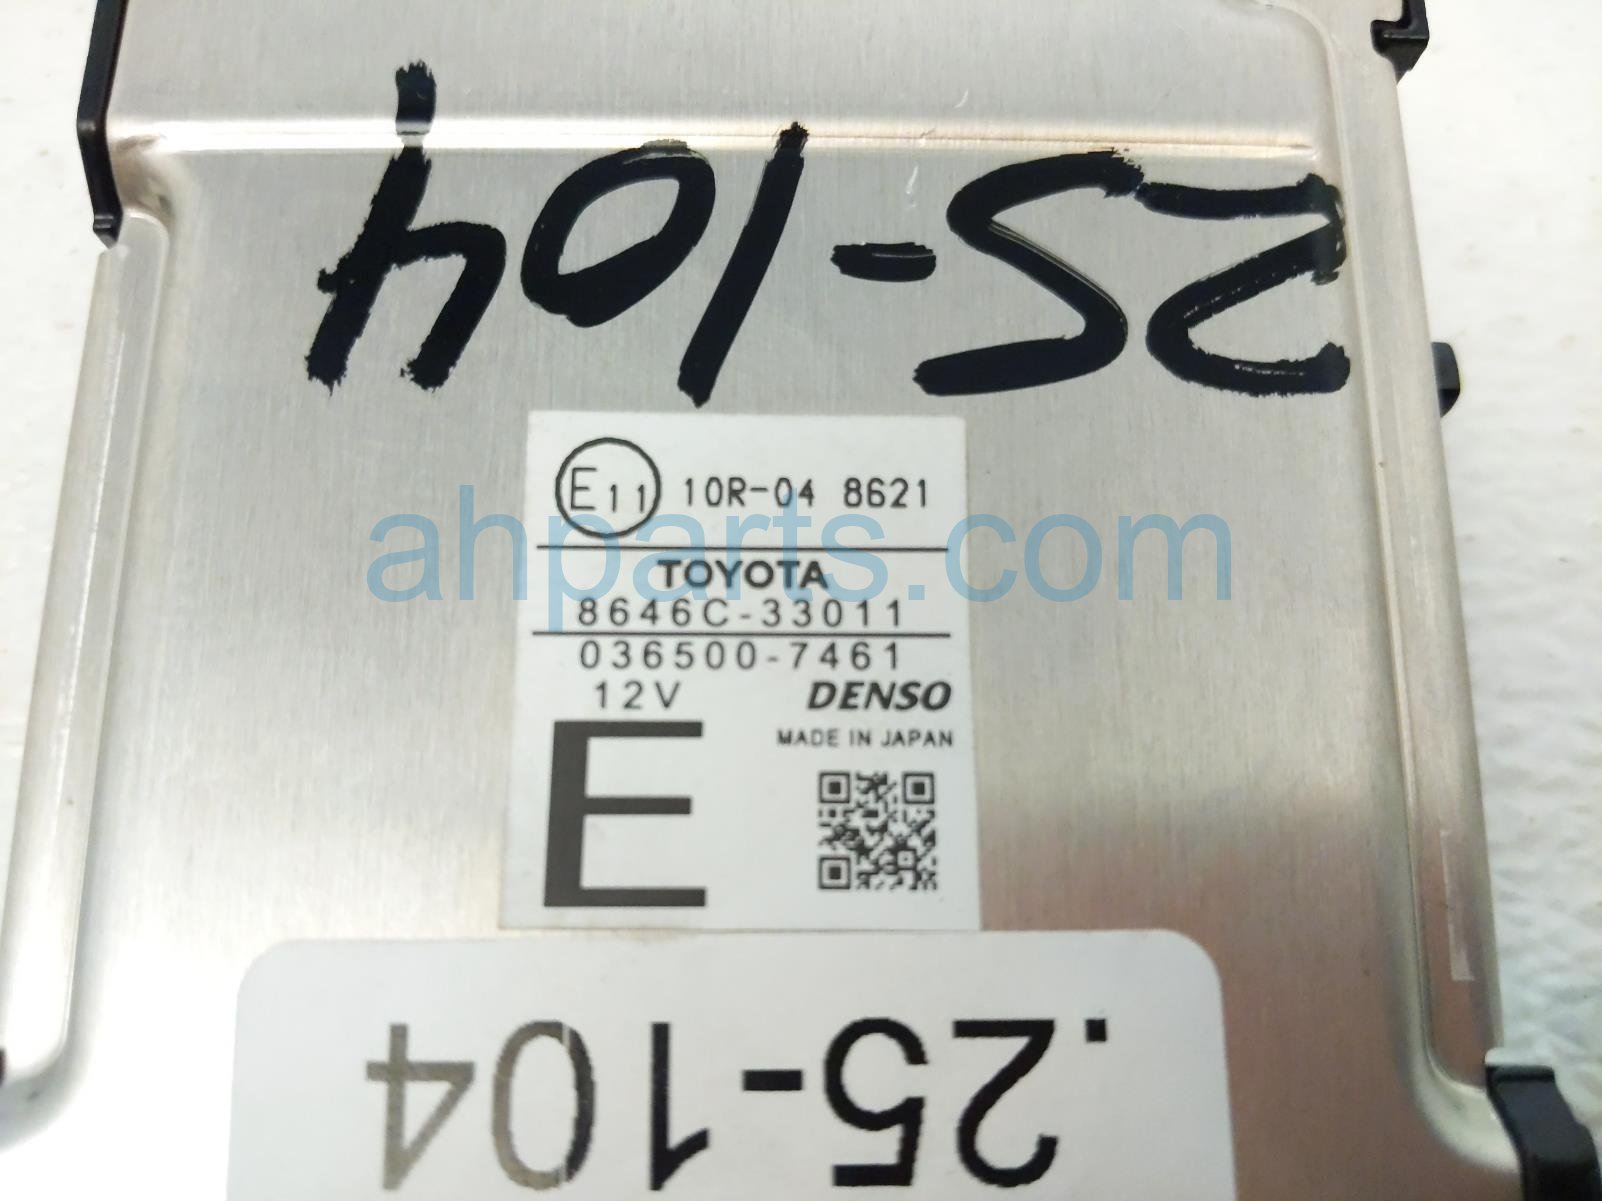 25-104
E11 10R-04 8621
ahparts.com
TOYOTA
8646C-33011
036500-7461
12V DENSO
MADE IN JAPAN
E
.25-104